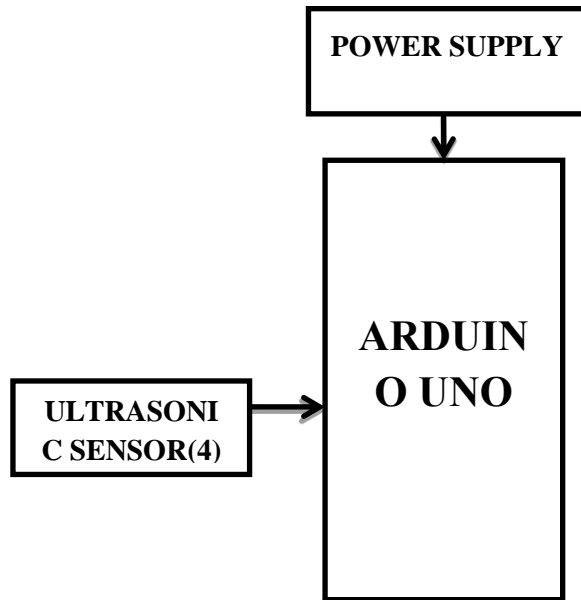 POWER SUPPLY
ARDUIN
O UNO
ULTRASONI
C SENSOR(4)